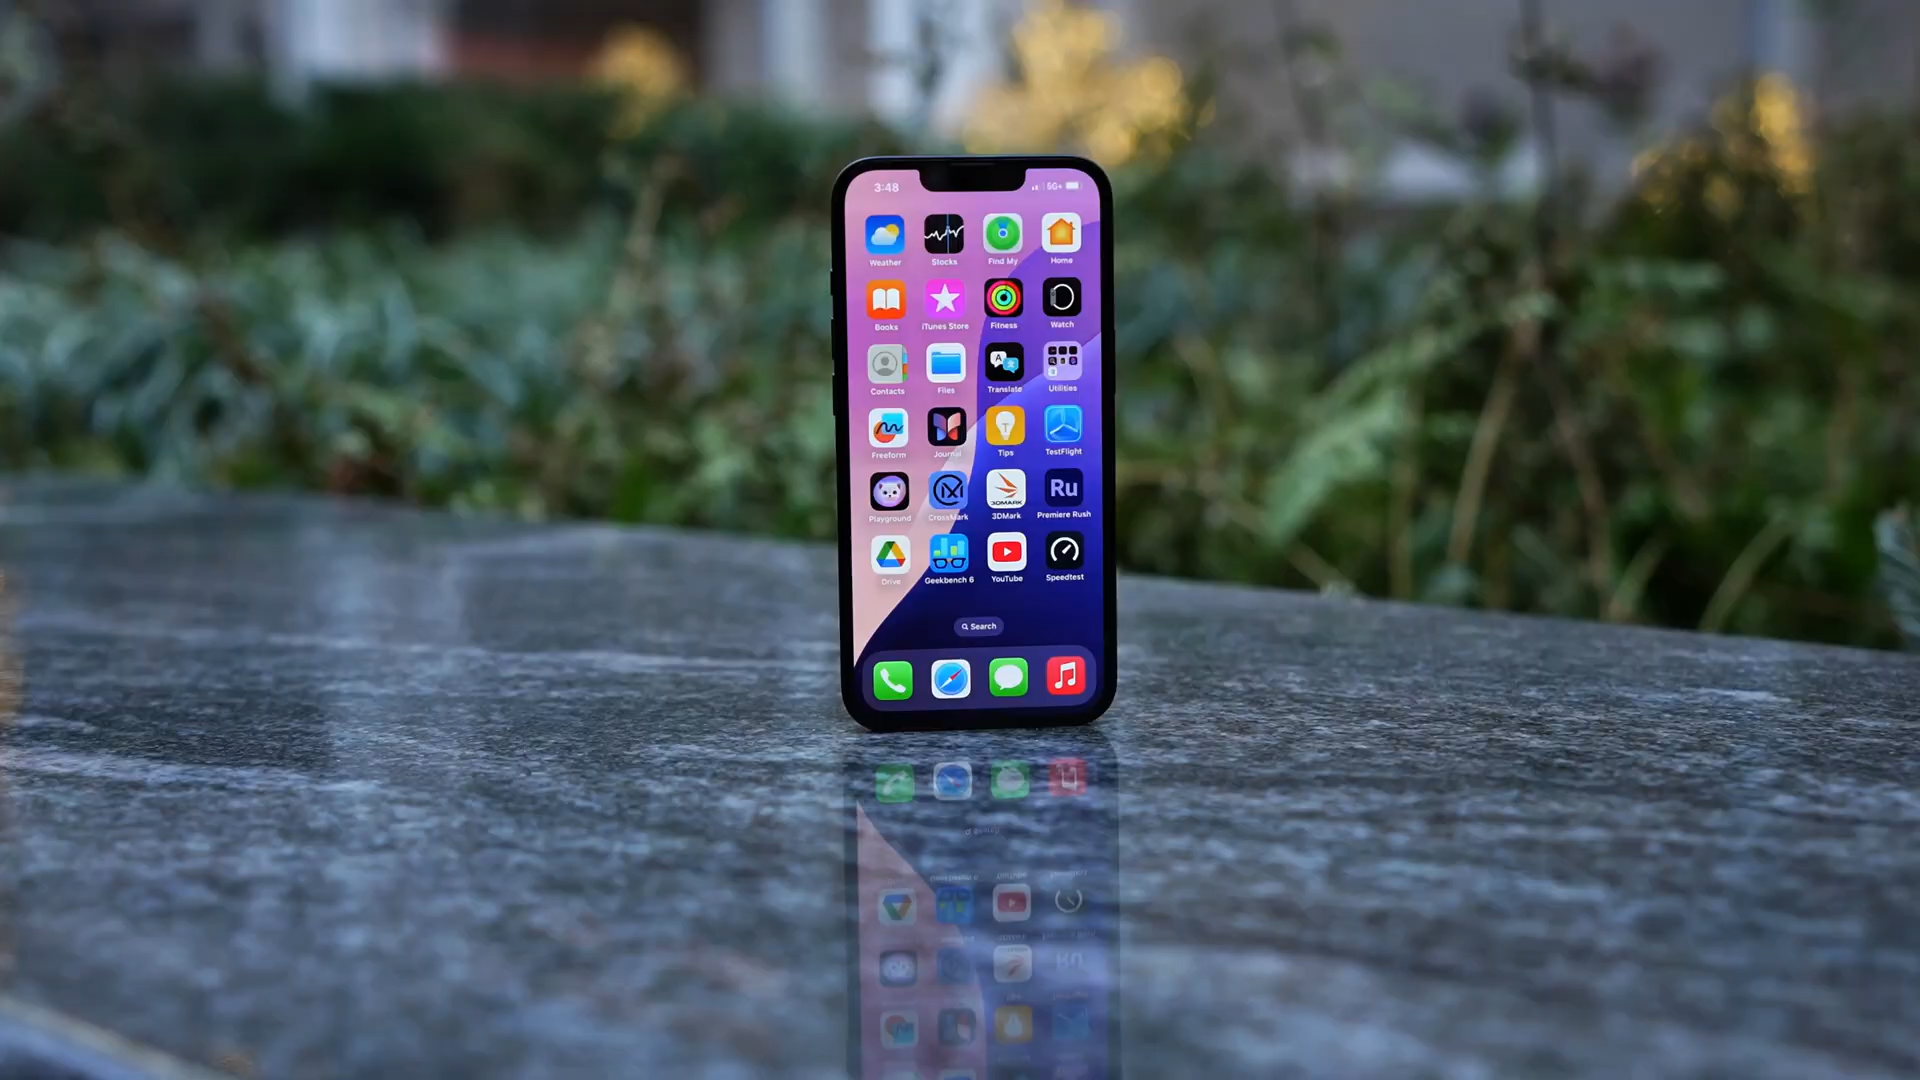 3:48 5G+
Weather Stocks Find My Home
Books iTunes Store Fitness Watch
Contacts Files Translate Utilities
Freeform Journal Tips TestFlight
3DMARK Ru
Playground CrossMark 3DMark Premiere Rush
Drive Geekbench 6 YouTube Speedtest
Search